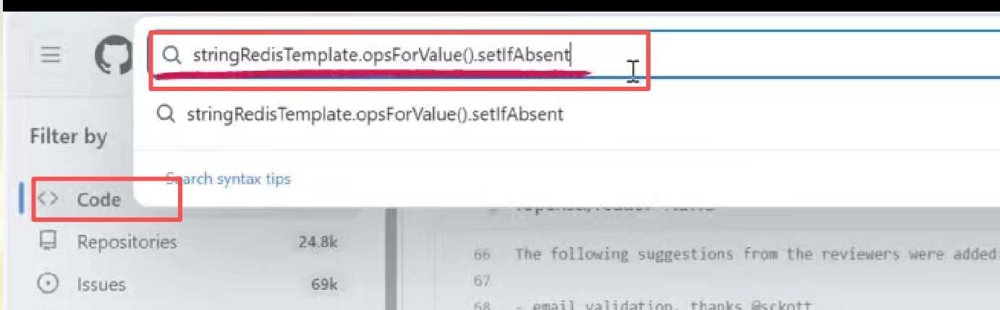 stringRedisTemplate.opsForValue().setIfAbsent
stringRedisTemplate.opsForValue().setIfAbsent
Filter by
Search syntax tips
Code
Repositories 24.8k
66 The following suggestions from the reviewers were added:
Issues 69k
67
68 - email validation, thanks @sckott